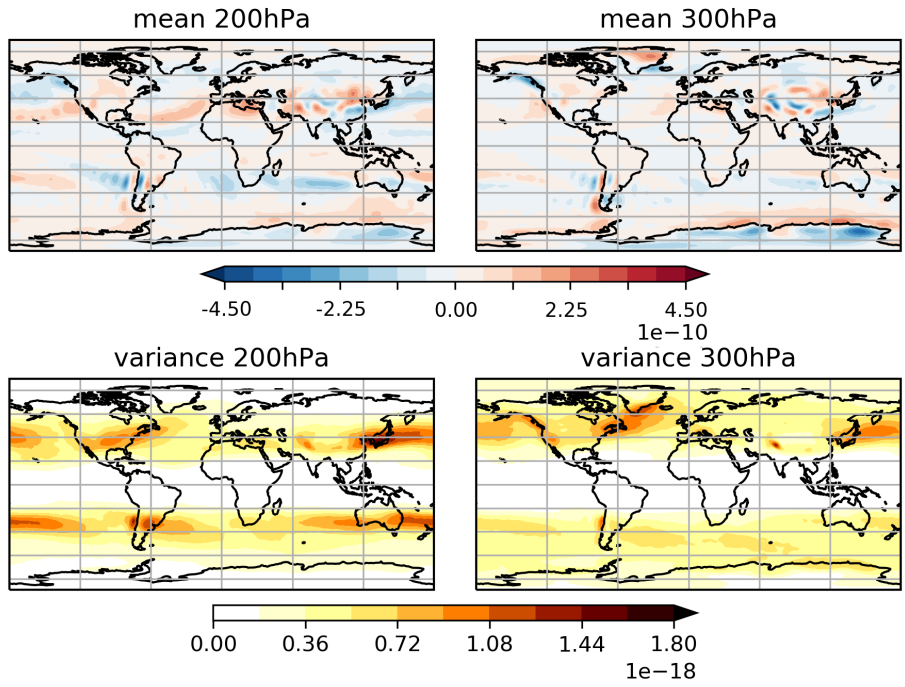 mean 200hPa mean 300hPa
-4.50 -2.25 0.00 2.25 4.50
1e−10
variance 200hPa variance 300hPa
0.00 0.36 0.72 1.08 1.44 1.80
1e−18